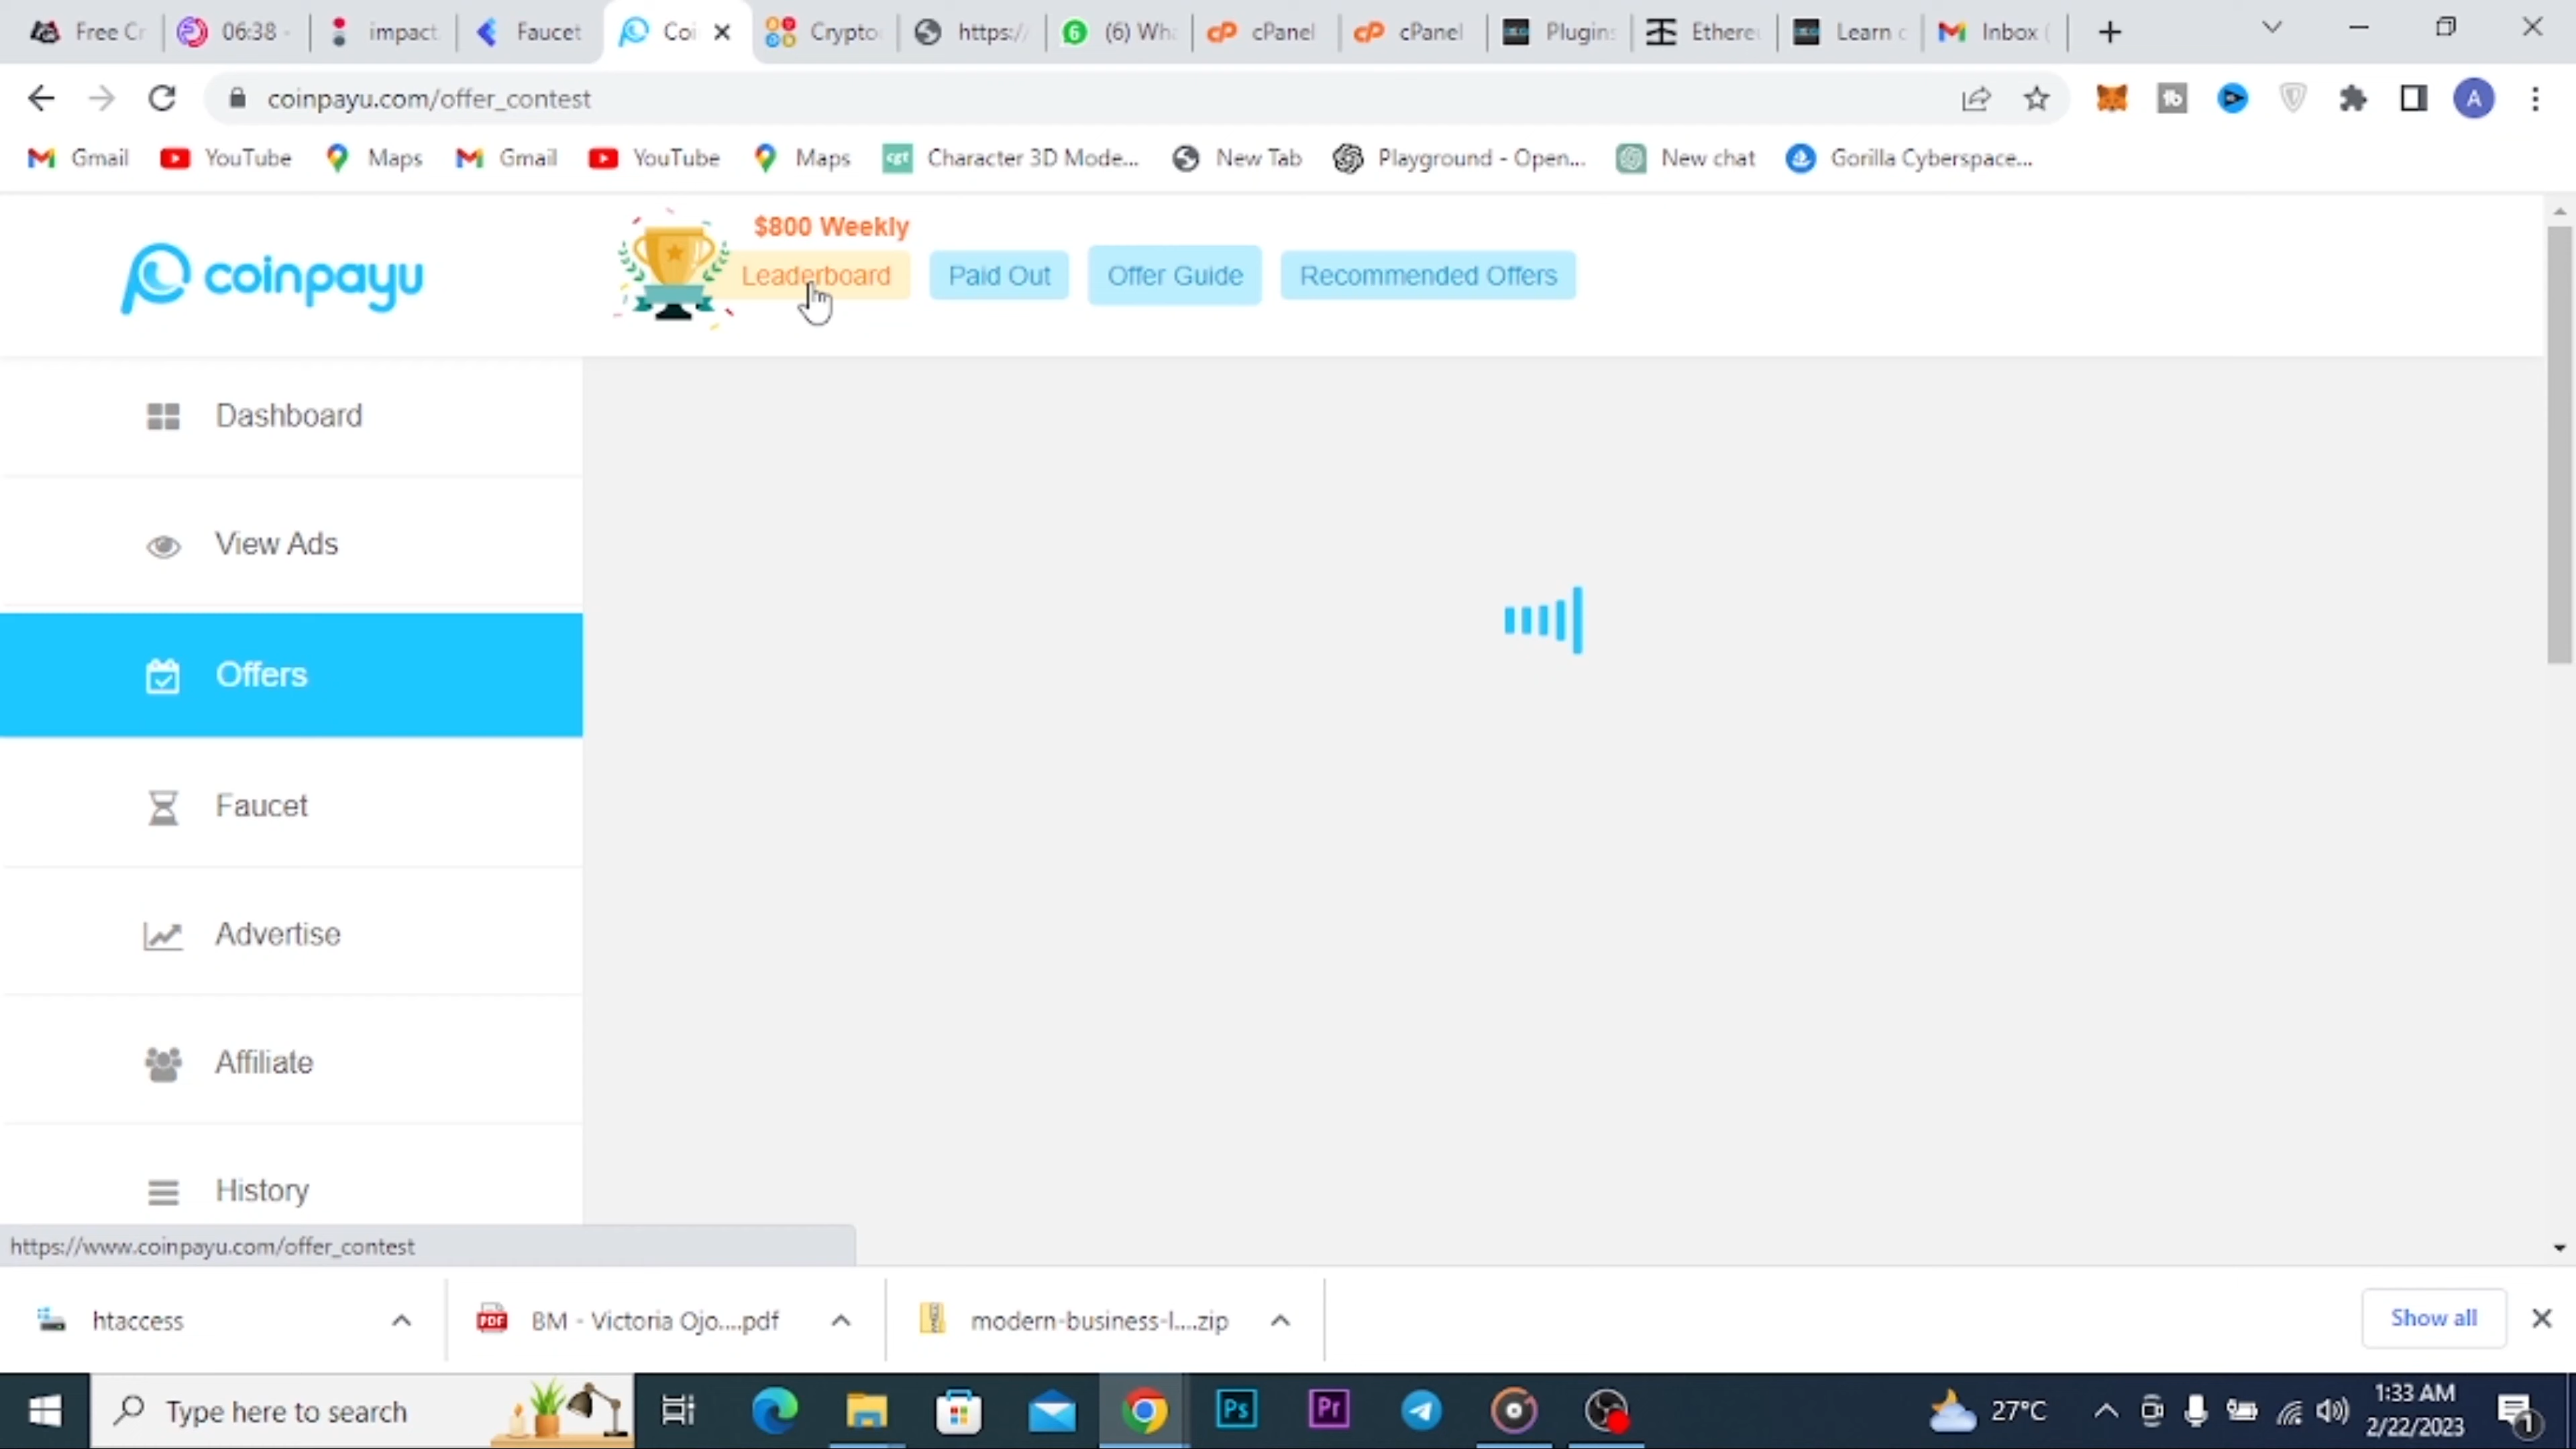 Free Cr 06:38 - impact. Faucet Coi Crypto https:/ (6) Wha cPanel cPanel Plugins Ethere Learn c Inbox (
coinpayu.com/offer_contest
Gmail YouTube Maps Gmail YouTube Maps Character 3D Mode... New Tab Playground - Open... New chat Gorilla Cyberspace...
coinpayu
$800 Weekly
Leaderboard Paid Out Offer Guide Recommended Offers
Dashboard
View Ads
Offers
Faucet
Advertise
Affiliate
History
https://www.coinpayu.com/offer_contest
htaccess BM - Victoria Ojo....pdf modern-business-l....zip Show all
Type here to search
27°C
1:33 AM
2/22/2023